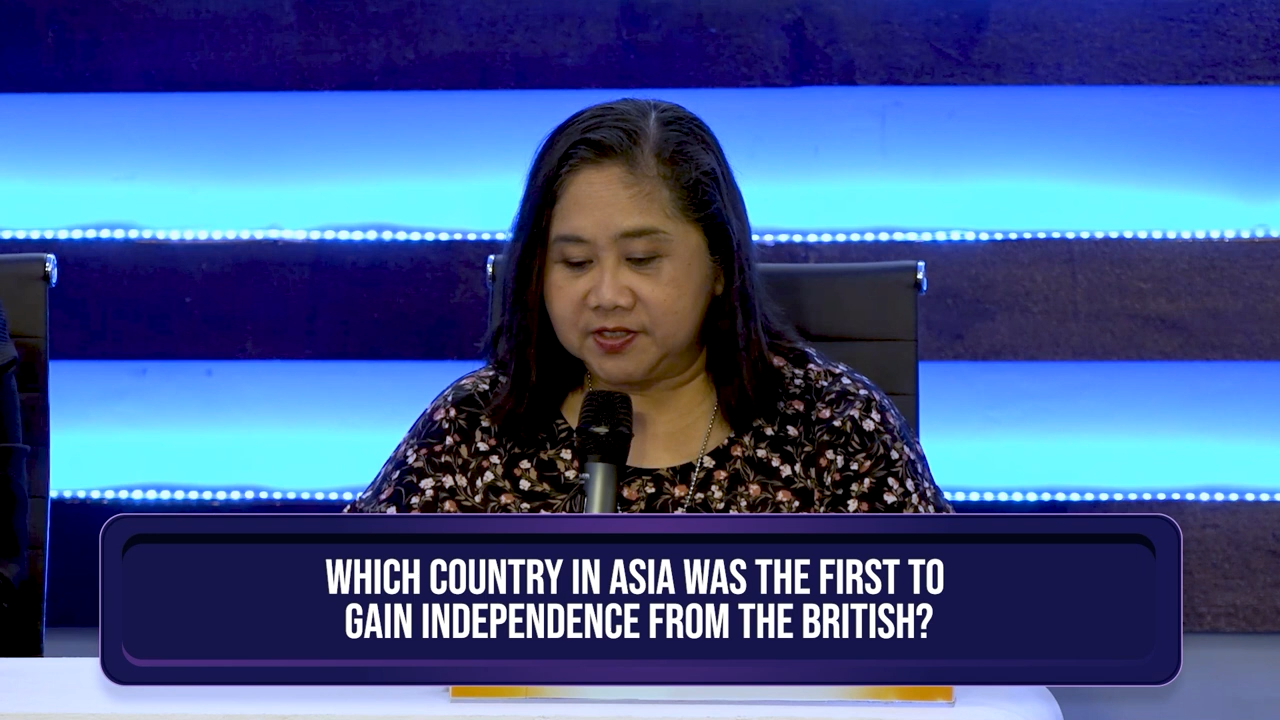 WHICH COUNTRY IN ASIA WAS THE FIRST TO
GAIN INDEPENDENCE FROM THE BRITISH?